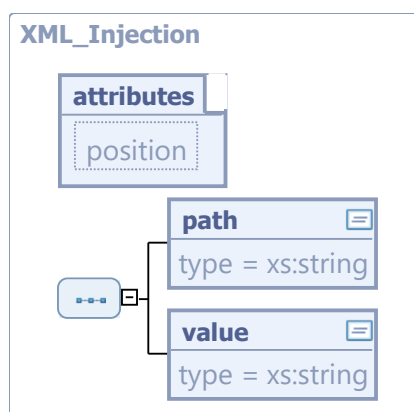 XML_Injection
attributes
position
path
type = xs:string
value
type = xs:string